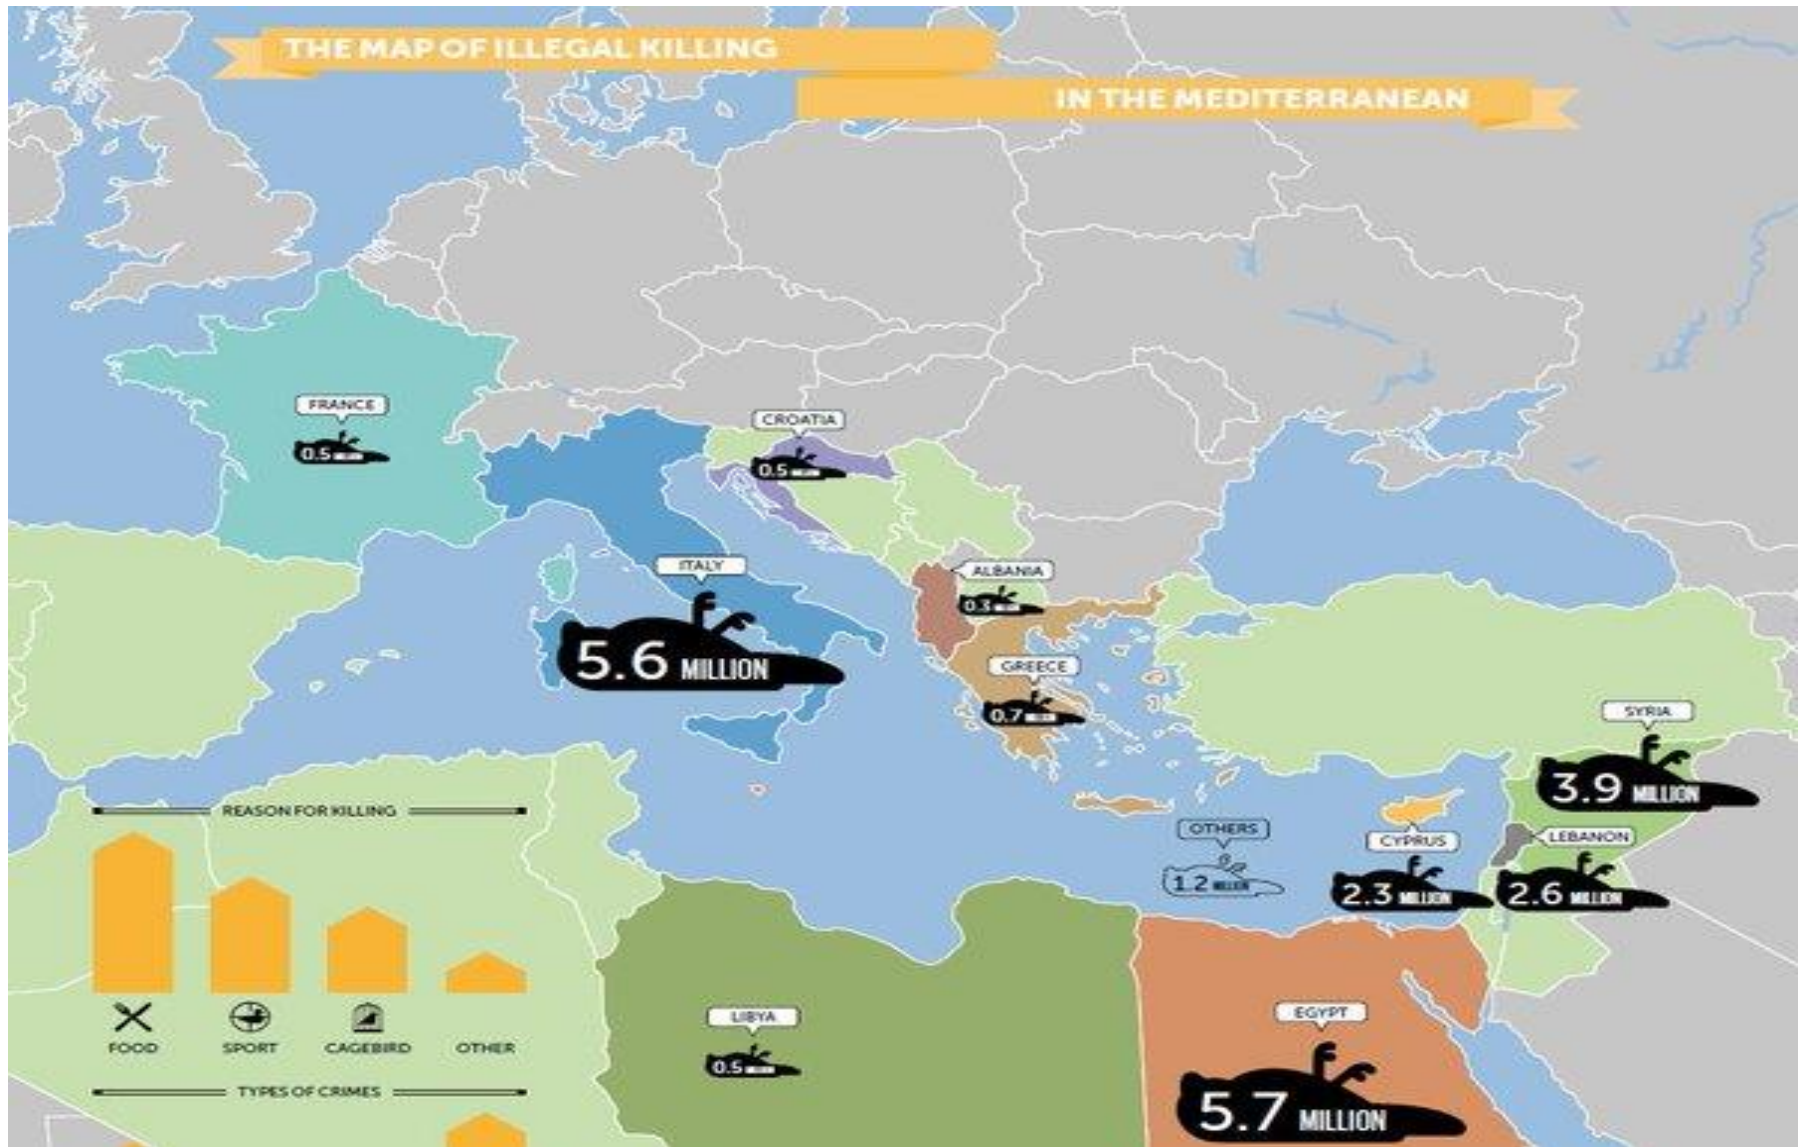 THE MAP OF ILLEGAL KILLING
IN THE MEDITERRANEAN
FRANCE
0.5
CROATIA
0.5
ITALY
5.6 MILLION
ALBANIA
0.3
GREECE
0.7
SYRIA
3.9 MILLION
OTHERS
1.2 MILLION
CYPRUS
2.3 MILLION
LEBANON
2.6 MILLION
LIBYA
0.5
EGYPT
5.7 MILLION
REASON FOR KILLING
FOOD
SPORT
CAGEBIRD
OTHER
TYPES OF CRIMES